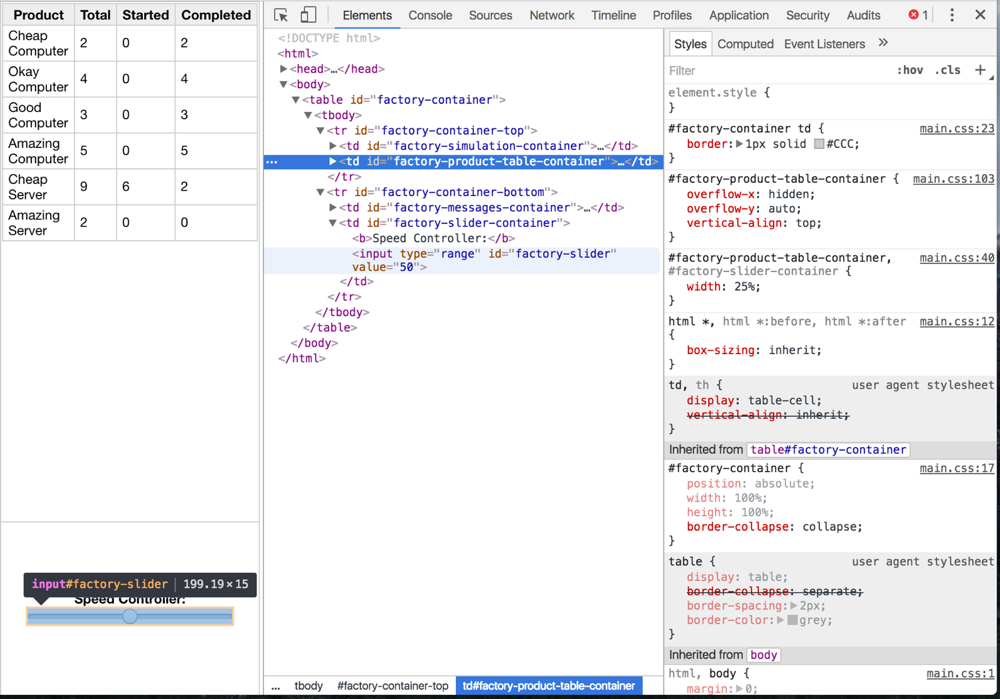 Product Total Started Completed
Cheap
Computer 2 0 2
Okay
Computer 4 0 4
Good
Computer 3 0 3
Amazing
Computer 5 0 5
Cheap
Server 9 6 2
Amazing
Server 2 0 0
input#factory-slider 199.19×15
Speed Controller:
Elements Console Sources Network Timeline Profiles Application Security Audits 1
<!DOCTYPE html>
<html>
<head>…</head>
<body>
<table id="factory-container">
<tbody>
<tr id="factory-container-top">
<td id="factory-simulation-container">…</td>
<td id="factory-product-table-container">…</td>
</tr>
<tr id="factory-container-bottom">
<td id="factory-messages-container">…</td>
<td id="factory-slider-container">
<b>Speed Controller:</b>
<input type="range" id="factory-slider"
value="50">
</td>
</tr>
</tbody>
</table>
</body>
</html>
... tbody #factory-container-top td#factory-product-table-container
Styles Computed Event Listeners »
Filter :hov .cls +
element.style {
}
#factory-container td { main.css:23
border: 1px solid #CCC;
}
#factory-product-table-container { main.css:103
overflow-x: hidden;
overflow-y: auto;
vertical-align: top;
}
#factory-product-table-container, main.css:40
#factory-slider-container {
width: 25%;
}
html *, html *:before, html *:after main.css:12
{
box-sizing: inherit;
}
td, th { user agent stylesheet
display: table-cell;
vertical-align: inherit;
}
Inherited from table#factory-container
#factory-container { main.css:17
position: absolute;
width: 100%;
height: 100%;
border-collapse: collapse;
}
table { user agent stylesheet
display: table;
border-collapse: separate;
border-spacing: 2px;
border-color: grey;
}
Inherited from body
html, body { main.css:1
margin: 0;